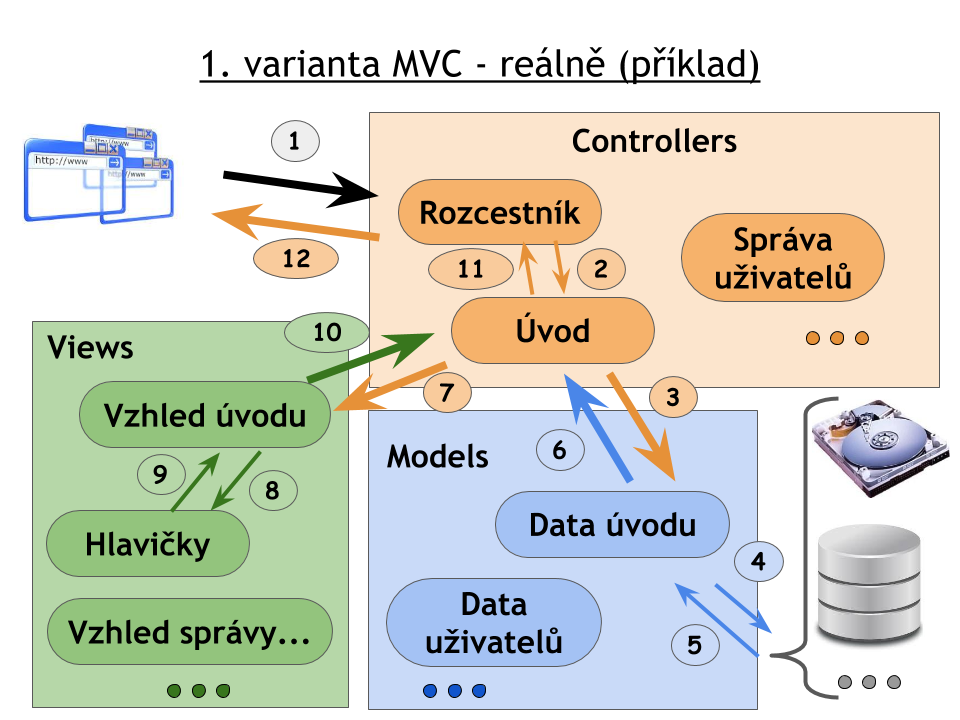 1. varianta MVC - reálně (příklad)
http://www
http://www
http://www
1
Controllers
Rozcestník
Správa
uživatelů
12
11
2
Úvod
10
Views
7
3
Vzhled úvodu
Models
6
9
8
Hlavičky
Data úvodu
4
Data
uživatelů
5
Vzhled správy...